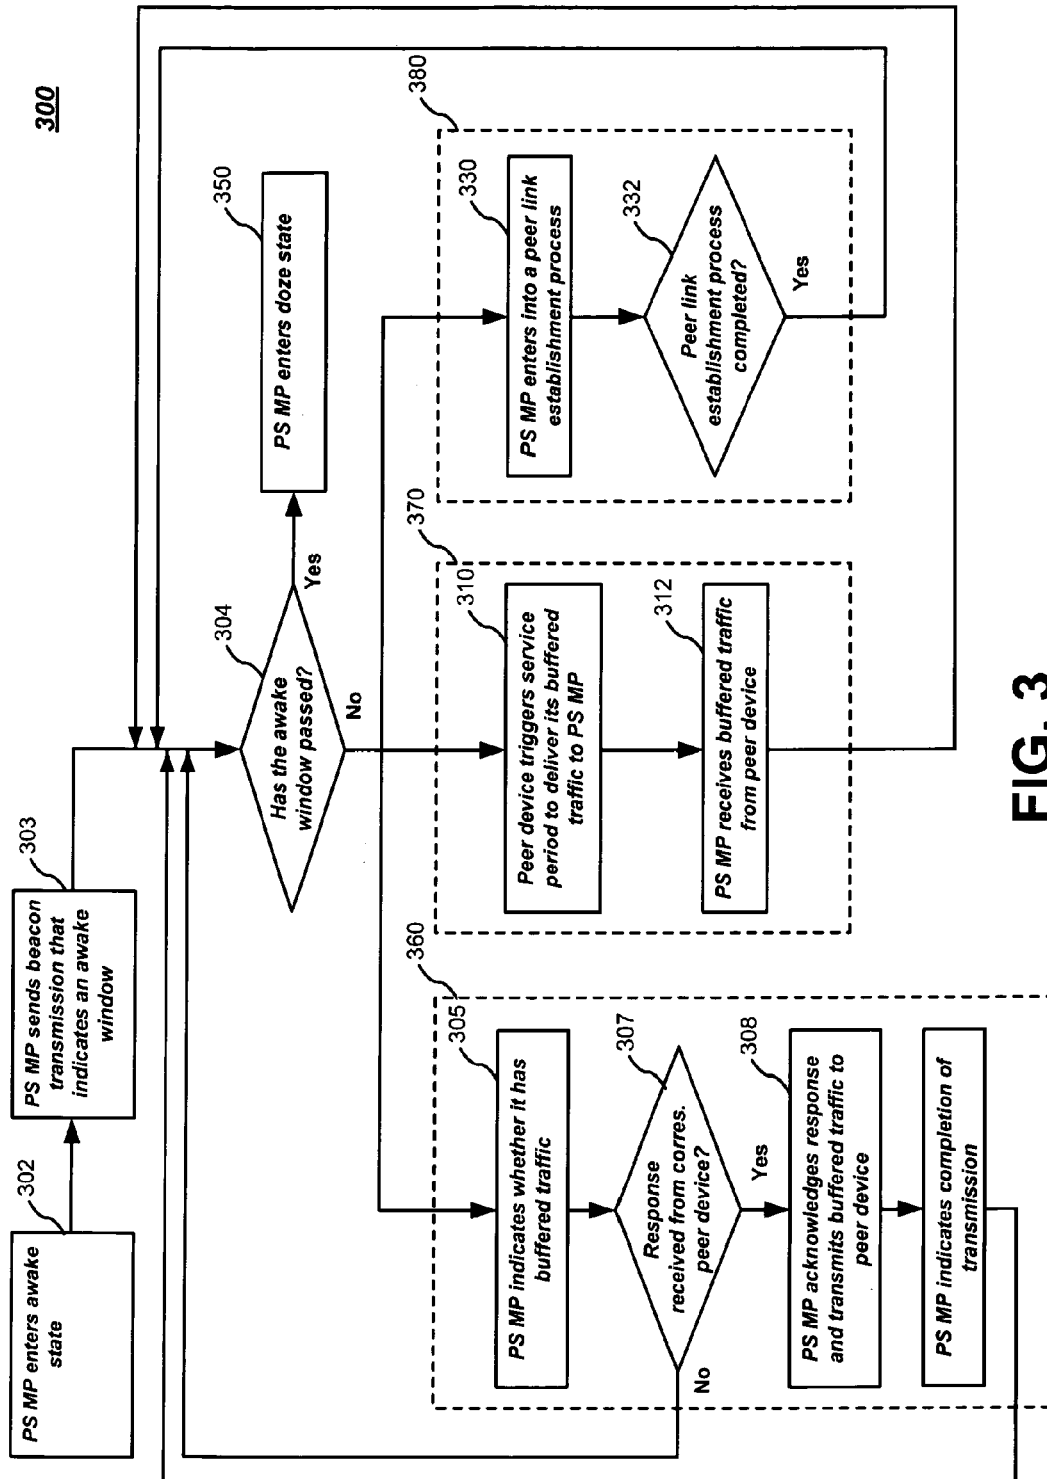 300
302
PS MP enters awake
state
303
PS MP sends beacon
transmission that
indicates an awake
window
304
Has the awake
window passed?
Yes
No
350
PS MP enters doze state
360
305
PS MP indicates whether it has
buffered traffic
307
Response
received from corres.
peer device?
No
Yes
308
PS MP acknowledges response
and transmits buffered traffic to
peer device
PS MP indicates completion of
transmission
370
310
Peer device triggers service
period to deliver its buffered
traffic to PS MP
312
PS MP receives buffered traffic
from peer device
380
330
PS MP enters into a peer link
establishment process
332
Peer link
establishment process
completed?
Yes
FIG. 3